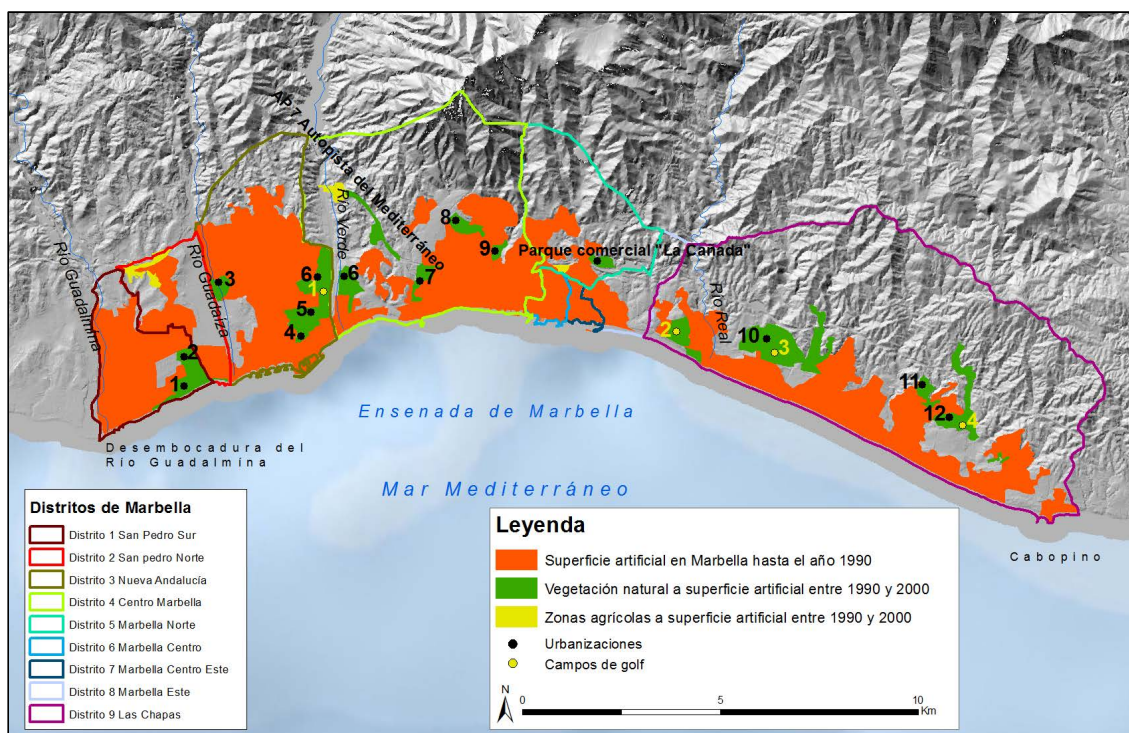 AP 7 Autopista del Mediterráneo
Río Verde
8
9
Parque comercial "La Cañada"
Río Guadalmina
Río Guadaiza
3
6
6
1
7
5
4
2
1
Río Real
2
10
3
11
12
4
Ensenada de Marbella
Mar Mediterráneo
Desembocadura del
Río Guadalmina
Cabopino
Distritos de Marbella
Distrito 1 San Pedro Sur
Distrito 2 San pedro Norte
Distrito 3 Nueva Andalucía
Distrito 4 Centro Marbella
Distrito 5 Marbella Norte
Distrito 6 Marbella Centro
Distrito 7 Marbella Centro Este
Distrito 8 Marbella Este
Distrito 9 Las Chapas
Leyenda
Superficie artificial en Marbella hasta el año 1990
Vegetación natural a superficie artificial entre 1990 y 2000
Zonas agrícolas a superficie artificial entre 1990 y 2000
Urbanizaciones
Campos de golf
N
0 5 10
Km